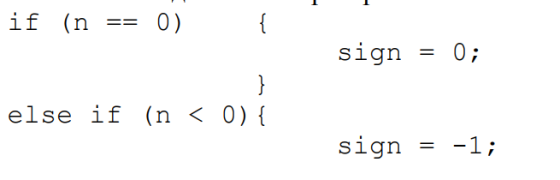 if (n == 0) {
sign = 0;
}
else if (n < 0){
sign = -1;